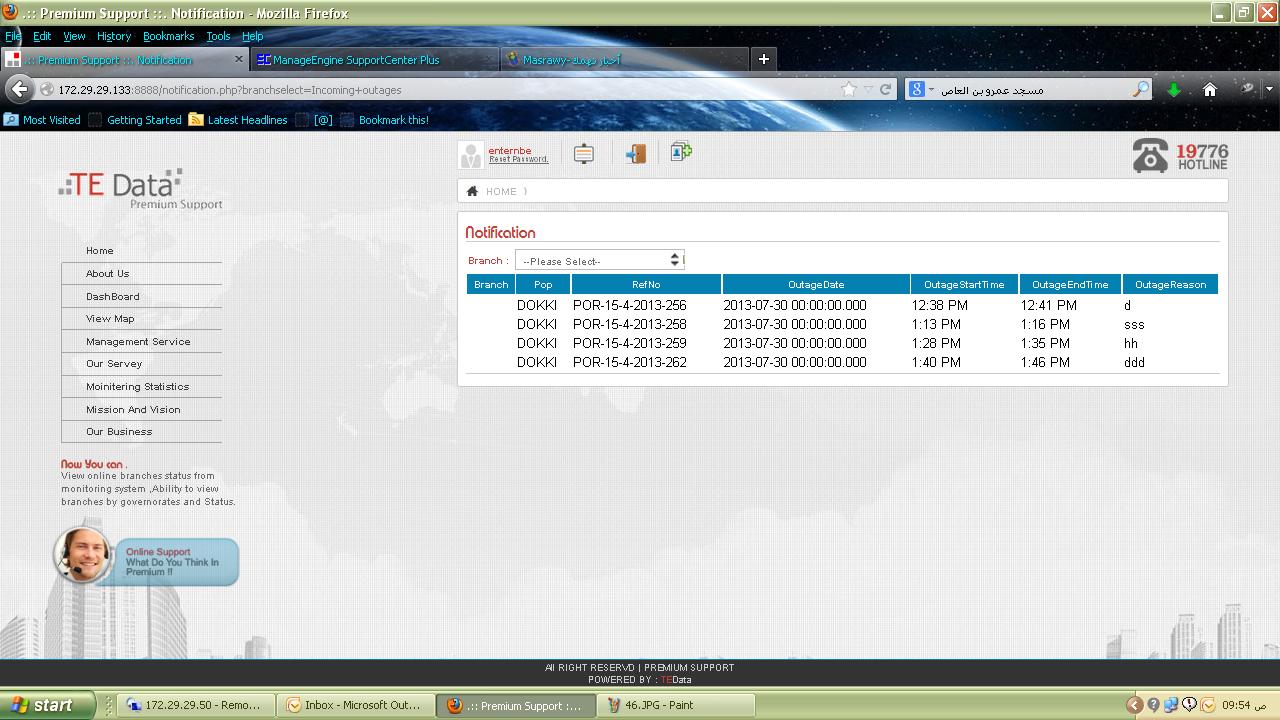 .:: Premium Support ::. Notification - Mozilla Firefox
File Edit View History Bookmarks Tools Help
.:: Premium Support ::. Notification
ManageEngine SupportCenter Plus
172.29.29.133:8088/notification.php?branchselect=Incoming+outages
مسجد عمرو بن العاص
Most Visited Getting Started Latest Headlines [@] Bookmark this!
enternbe
Reset Password.
19776
HOTLINE
TE Data
Premium Support
HOME
Notification
Branch : --Please Select--
Branch Pop RefNo OutageDate OutageStartTime OutageEndTime OutageReason
DOKKI POR-15-4-2013-256 2013-07-30 00:00:00.000 12:38 PM 12:41 PM d
DOKKI POR-15-4-2013-258 2013-07-30 00:00:00.000 1:13 PM 1:16 PM sss
DOKKI POR-15-4-2013-259 2013-07-30 00:00:00.000 1:28 PM 1:35 PM hh
DOKKI POR-15-4-2013-262 2013-07-30 00:00:00.000 1:40 PM 1:46 PM ddd
Home
About Us
DashBoard
View Map
Management Service
Our Servey
Moinitering Statistics
Mission And Vision
Our Business
Now You can .
View online branches status from
monitoring system ,Ability to view
branches by governorates and Status.
Online Support
What Do You Think In
Premium !!
All RIGHT RESERVD | PREMIUM SUPPORT
POWERED BY : TEData
start
172.29.29.50 - Remo...
Inbox - Microsoft Out...
.:: Premium Support :...
46.JPG - Paint
09:54 ص